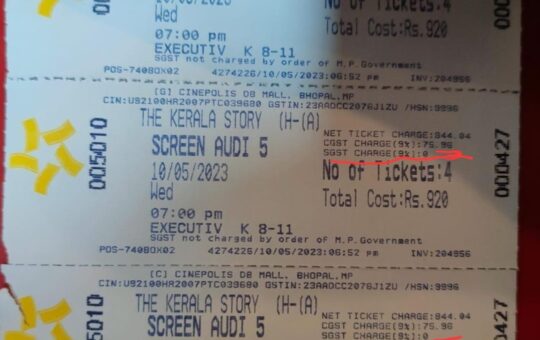 10/05/2023
Wed
No of Tickets:4
Total Cost:Rs.920
07:00 pm
EXECUTIV K 8-11
SGST not charged by order of M.P.Government
POS-7408OX02 4274226/10/05/2023/06:52 pm INV:204956
005010
000427
(G) CINEPOLIS DB MALL, BHOPAL,MP
CIN:U92100HR2007PTC039680 GSTIN:23AADCC2076J1ZU /HSN:9996
THE KERALA STORY (H-(A)
SCREEN AUDI 5
NET TICKET CHARGE:844.04
CGST CHARGE(9%):75.96
SGST CHARGE(9%):0
10/05/2023
Wed
No of Tickets:4
Total Cost:Rs.920
07:00 pm
EXECUTIV K 8-11
SGST not charged by order of M.P.Government
POS-7408OX02 4274226/10/05/2023/06:52 pm INV:204956
005010
000427
(C) CINEPOLIS DB MALL, BHOPAL,MP
CIN:U92100HR2007PTC039680 GSTIN:23AADCC2076J1ZU /HSN:9996
THE KERALA STORY (H-(A)
SCREEN AUDI 5
NET TICKET CHARGE:844.04
CGST CHARGE(9%):75.96
SGST CHARGE(9%):0